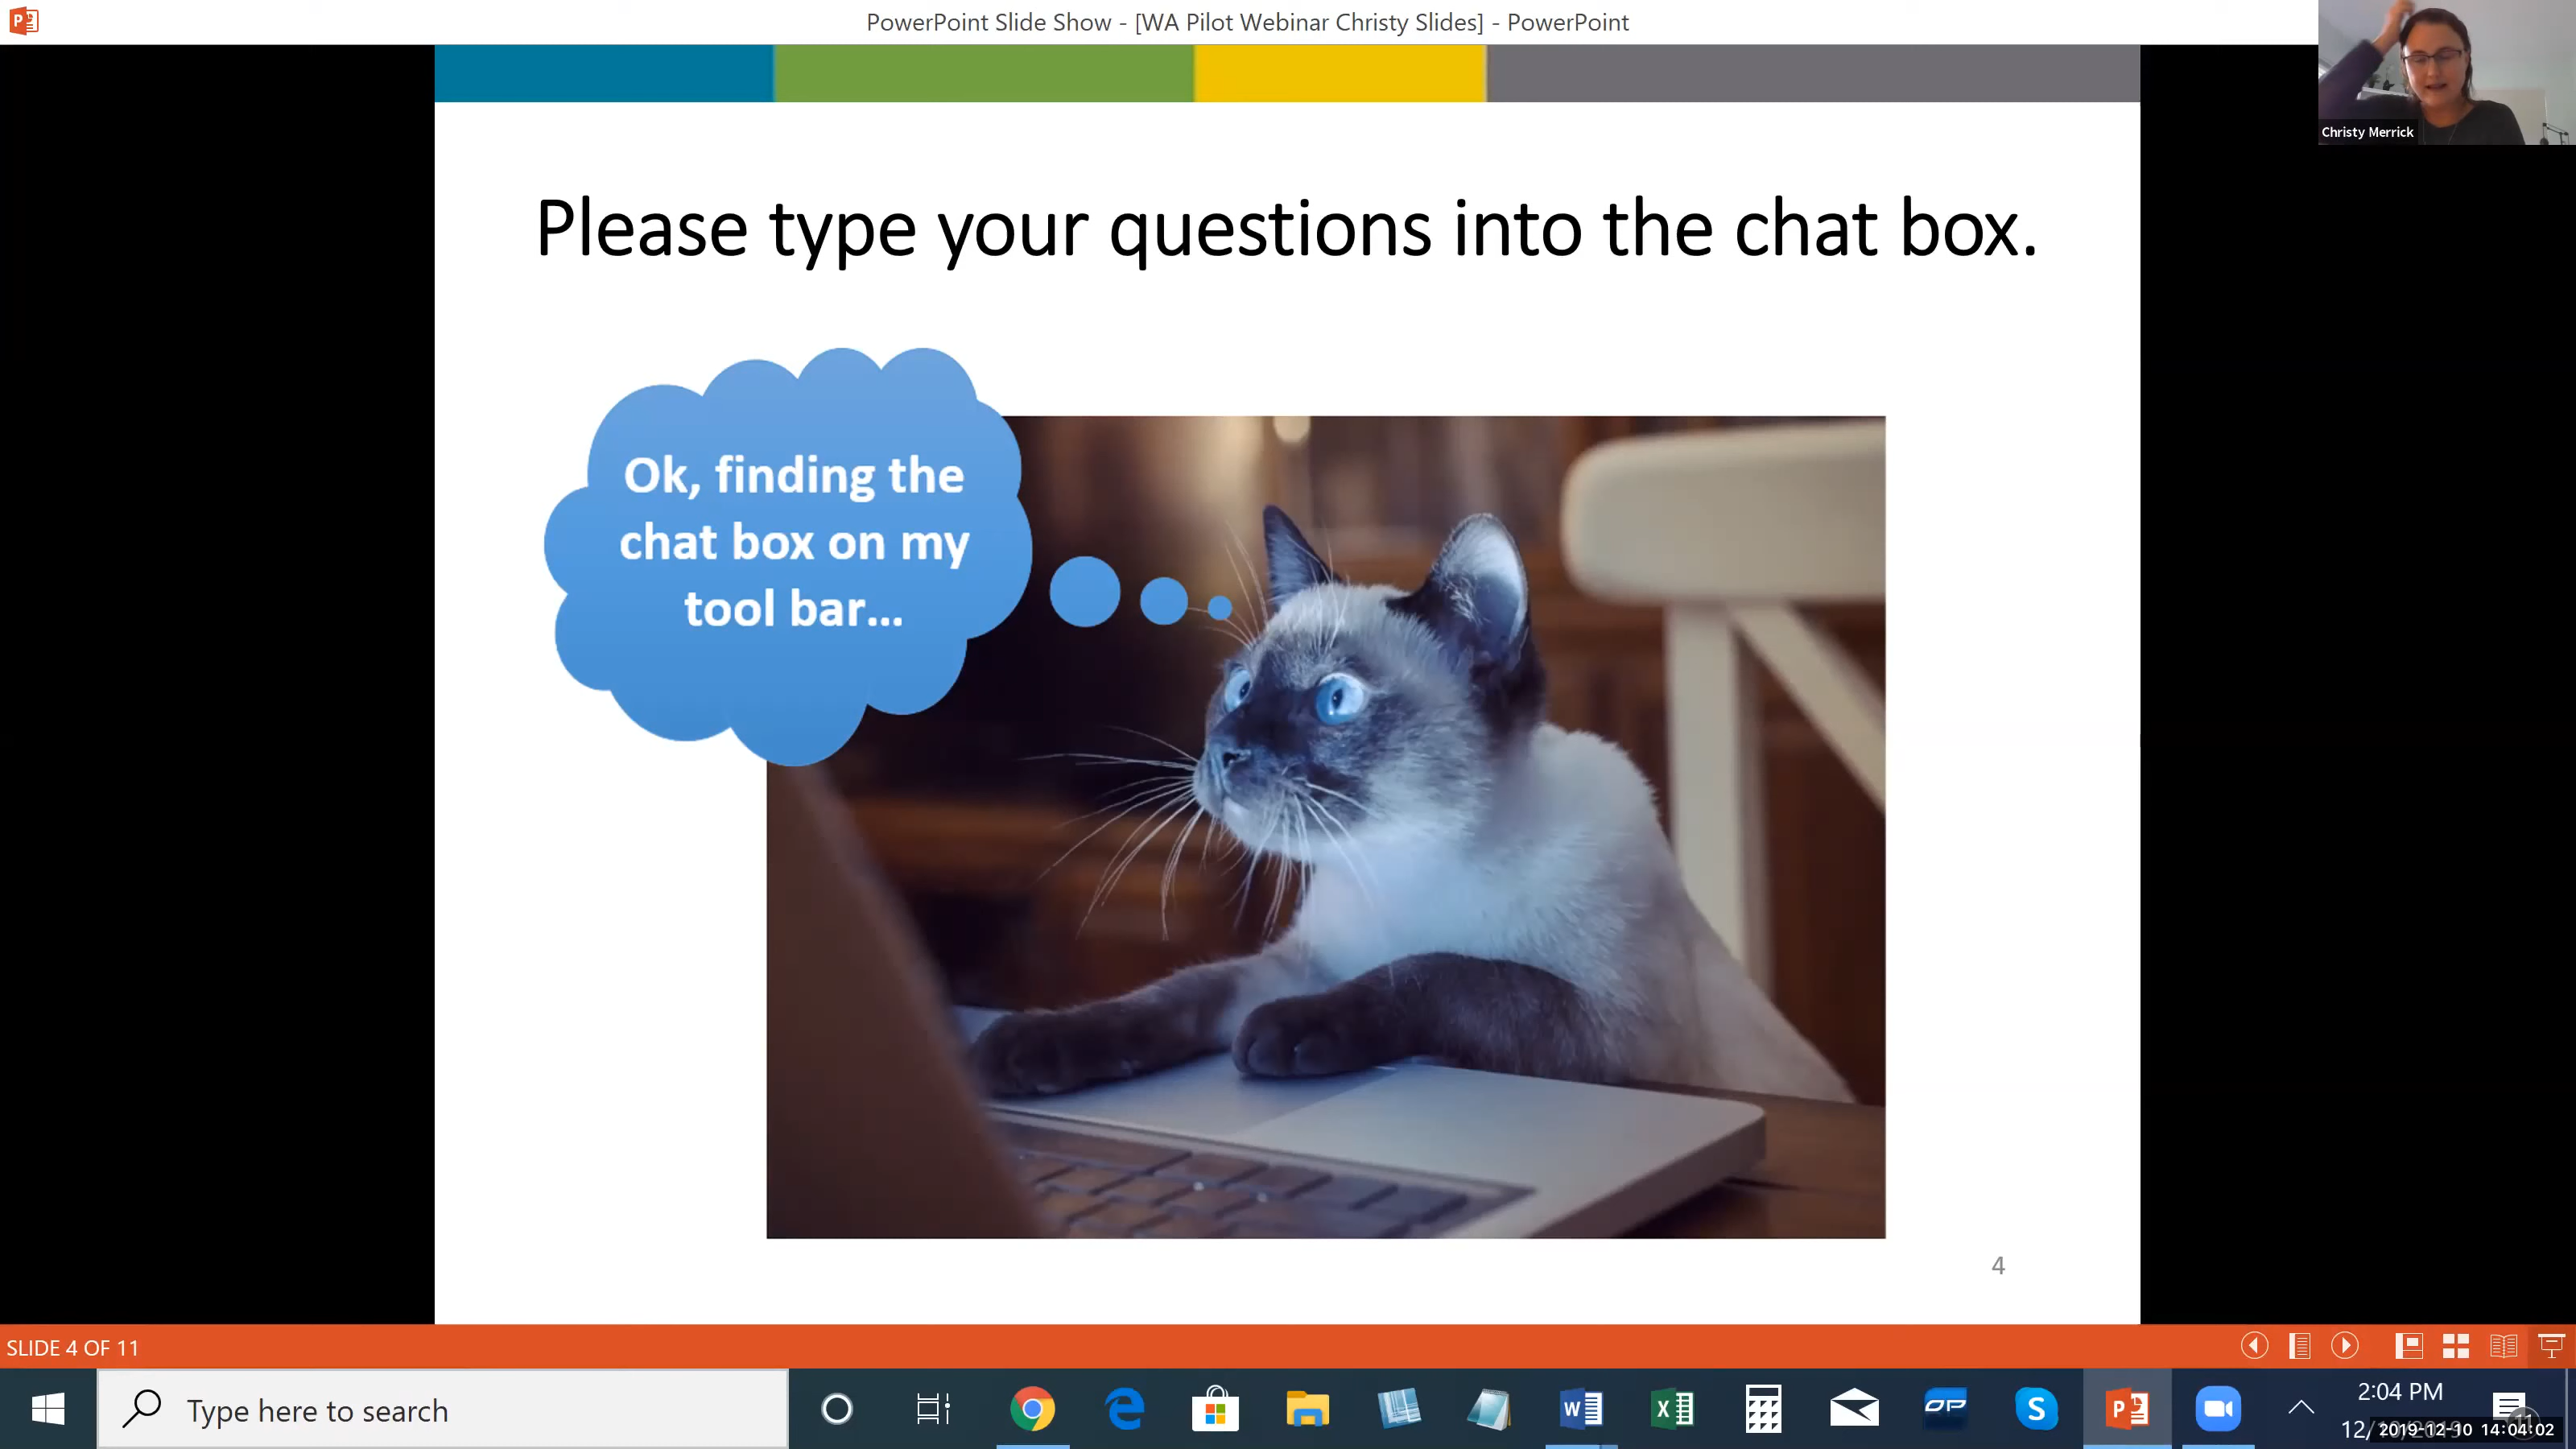 PowerPoint Slide Show - [WA Pilot Webinar Christy Slides] - PowerPoint
Christy Merrick
Please type your questions into the chat box.
Ok, finding the
chat box on my
tool bar...
4
SLIDE 4 OF 11
Type here to search
2:04 PM
2019-12-10 14:04:02